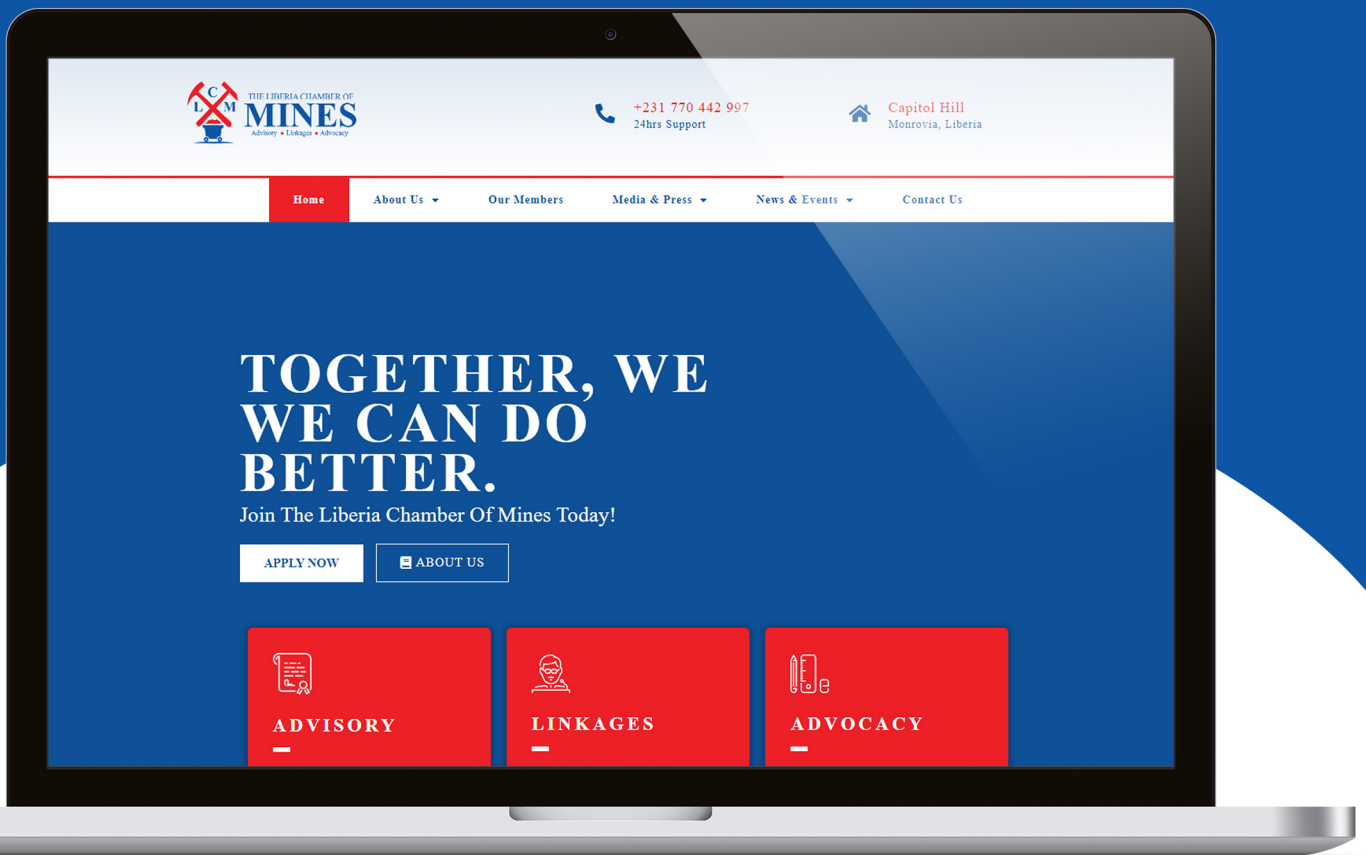 L C M
THE LIBERIA CHAMBER OF
MINES
Advisory • Linkages • Advocacy
+231 770 442 997
24hrs Support
Capitol Hill
Monrovia, Liberia
Home About Us Our Members Media & Press News & Events Contact Us
TOGETHER, WE
WE CAN DO
BETTER.
Join The Liberia Chamber Of Mines Today!
APPLY NOW ABOUT US
ADVISORY LINKAGES ADVOCACY